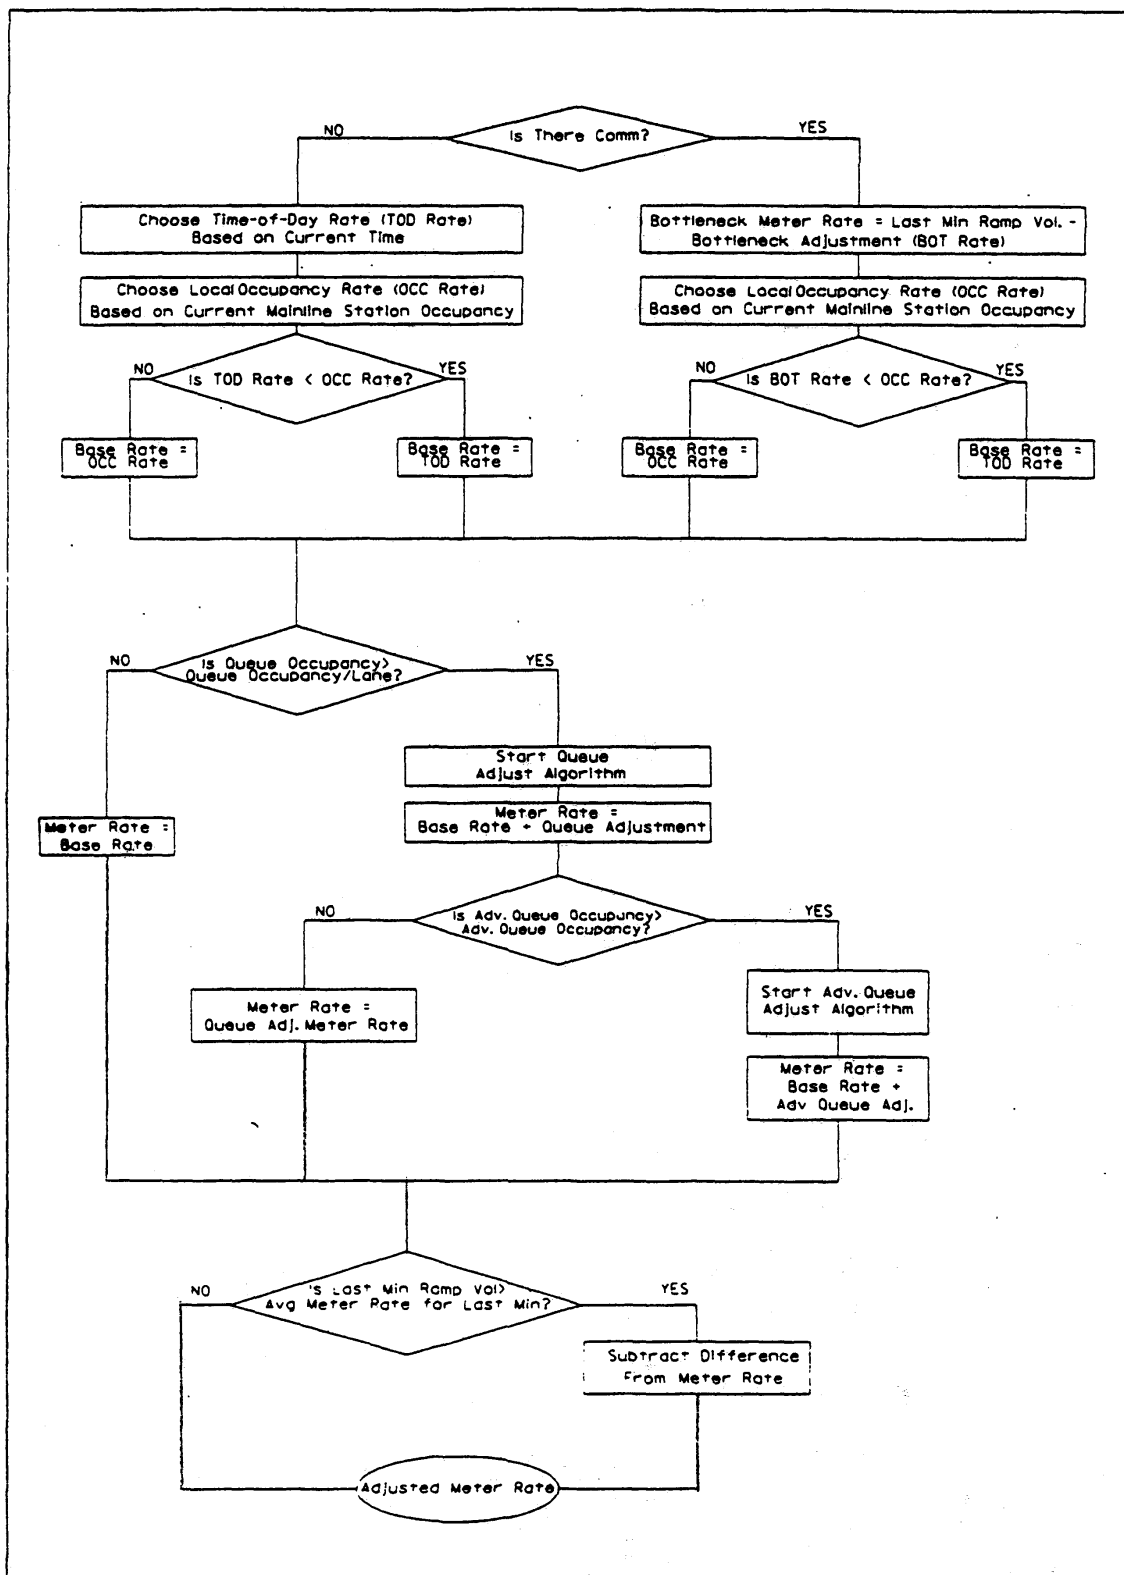 Is There Comm?
NO
YES
Choose Time-of-Day Rate (TOD Rate)
Based on Current Time
Bottleneck Meter Rate = Last Min Ramp Vol. -
Bottleneck Adjustment (BOT Rate)
Choose Local Occupancy Rate (OCC Rate)
Based on Current Mainline Station Occupancy
Choose Local Occupancy Rate (OCC Rate)
Based on Current Mainline Station Occupancy
NO
Is TOD Rate < OCC Rate?
YES
NO
Is BOT Rate < OCC Rate?
YES
Base Rate =
OCC Rate
Base Rate =
TOD Rate
Base Rate =
OCC Rate
Base Rate =
TOD Rate
NO
Is Queue Occupancy>
Queue Occupancy/Lane?
YES
Start Queue
Adjust Algorithm
Meter Rate =
Base Rate
Meter Rate =
Base Rate + Queue Adjustment
NO
Is Adv. Queue Occupancy>
Adv. Queue Occupancy?
YES
Meter Rate =
Queue Adj. Meter Rate
Start Adv. Queue
Adjust Algorithm
Meter Rate =
Base Rate +
Adv Queue Adj.
NO
Is Last Min Ramp Vol>
Avg Meter Rate for Last Min?
YES
Subtract Difference
From Meter Rate
Adjusted Meter Rate